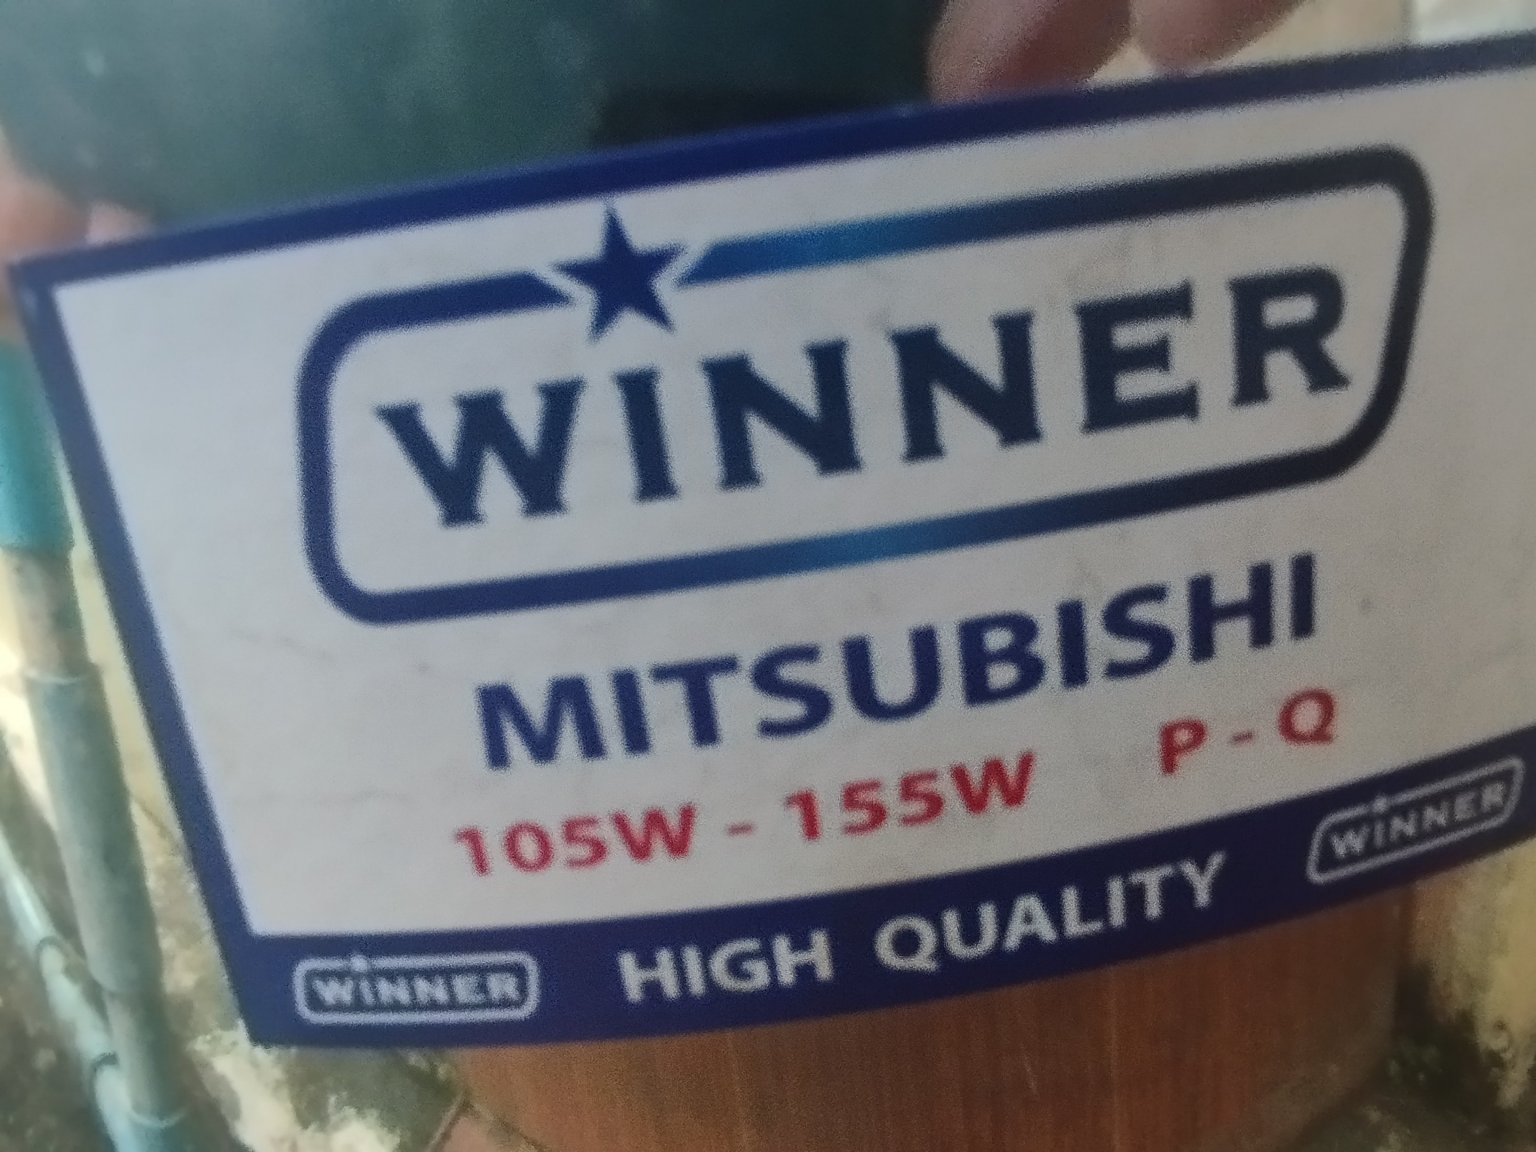 WINNER
MITSUBISHI
105W - 155W P - Q
WINNER HIGH QUALITY WINNER